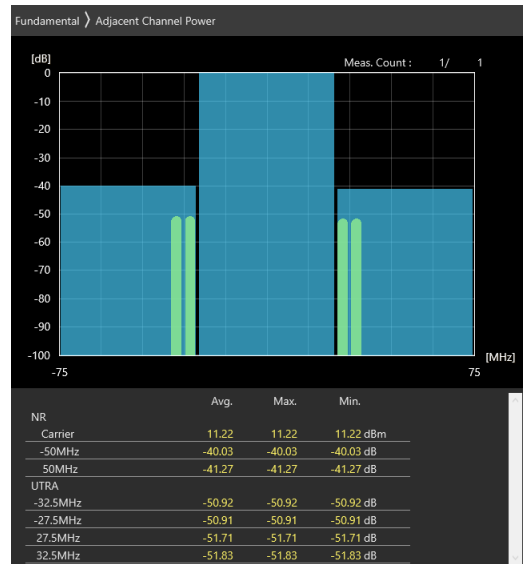 Fundamental 〉 Adjacent Channel Power
[dB]
Meas. Count : 1/ 1
0
-10
-20
-30
-40
-50
-60
-70
-80
-90
-100
[MHz]
-75 75
Avg. Max. Min.
NR
Carrier 11.22 11.22 11.22 dBm
-50MHz -40.03 -40.03 -40.03 dB
50MHz -41.27 -41.27 -41.27 dB
UTRA
-32.5MHz -50.92 -50.92 -50.92 dB
-27.5MHz -50.91 -50.91 -50.91 dB
27.5MHz -51.71 -51.71 -51.71 dB
32.5MHz -51.83 -51.83 -51.83 dB